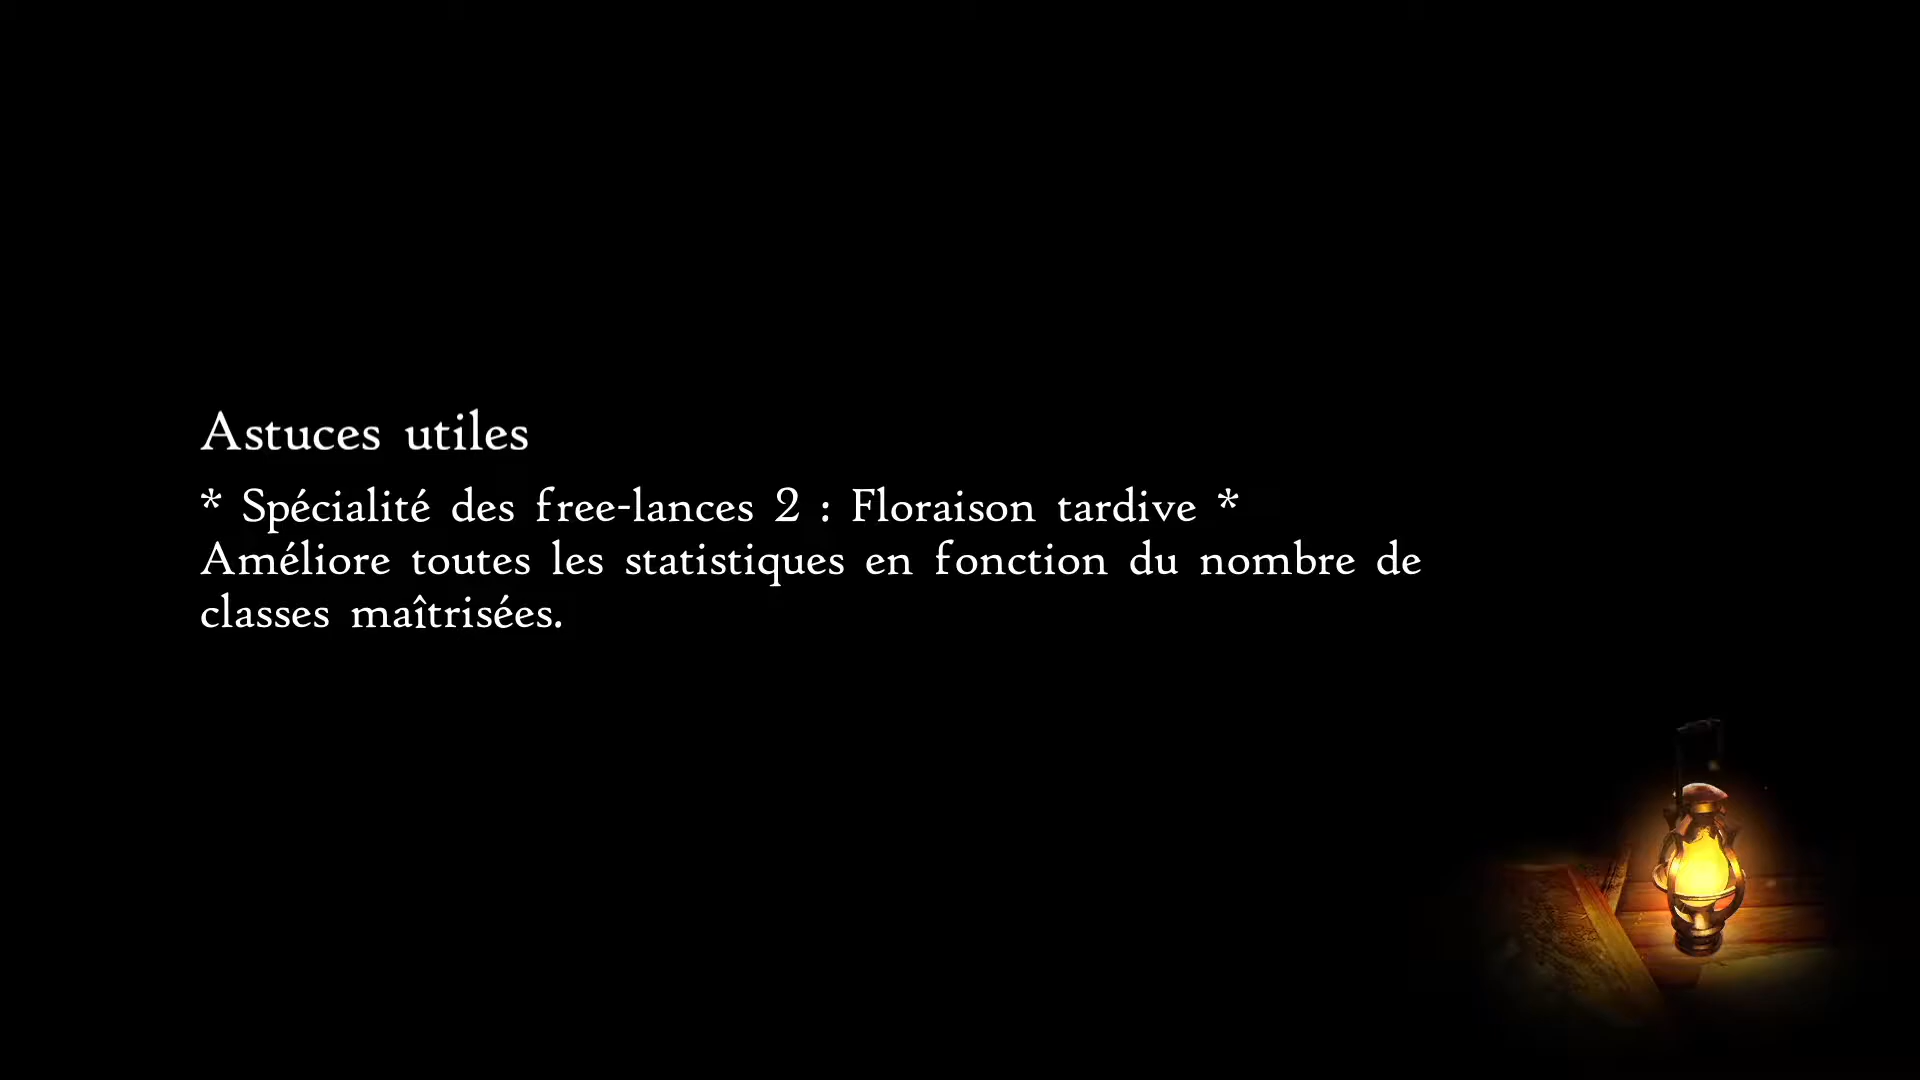 Astuces utiles
* Spécialité des free-lances 2 : Floraison tardive *
Améliore toutes les statistiques en fonction du nombre de
classes maîtrisées.